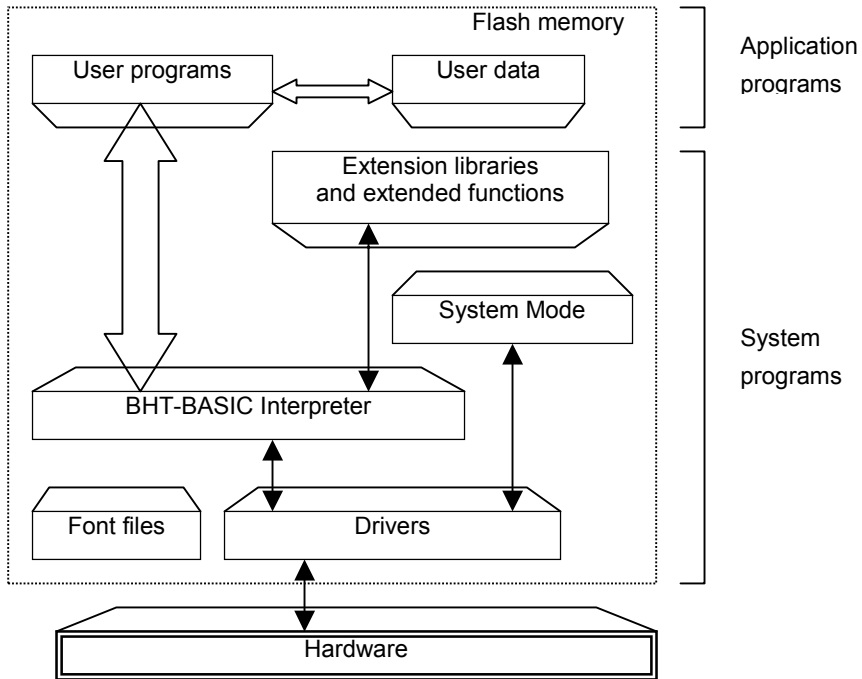 Flash memory
User programs
User data
Application
programs
Extension libraries
and extended functions
System Mode
System
programs
BHT-BASIC Interpreter
Font files
Drivers
Hardware